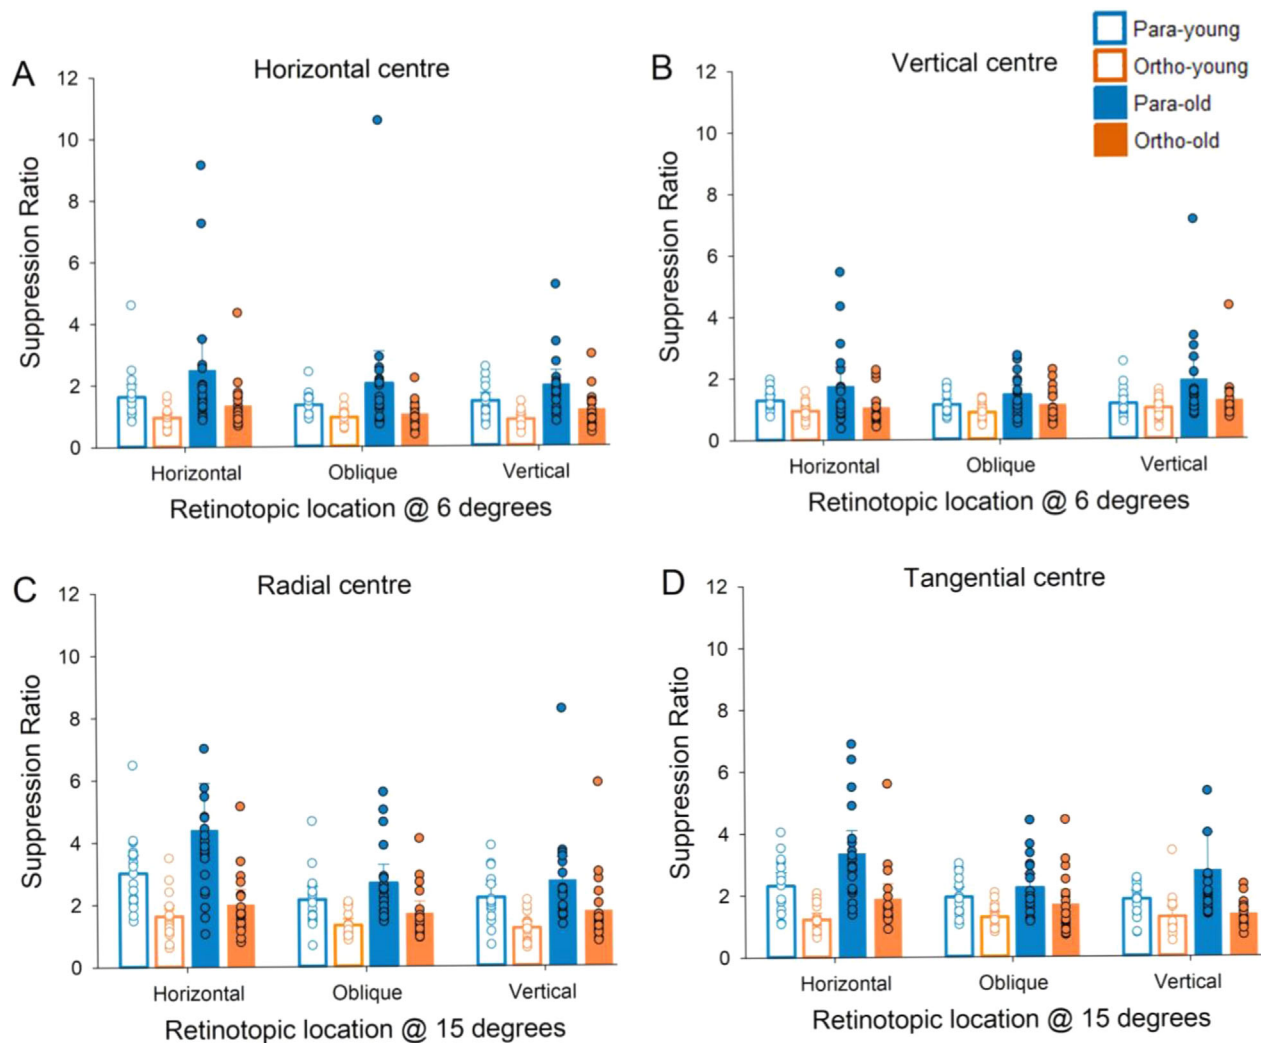 A
Horizontal centre
12
10
8
6
4
2
0
Suppression Ratio
Horizontal
Oblique
Vertical
Retinotopic location @ 6 degrees
B
Vertical centre
12
10
8
6
4
2
0
Suppression Ratio
Horizontal
Oblique
Vertical
Retinotopic location @ 6 degrees
Para-young
Ortho-young
Para-old
Ortho-old
C
Radial centre
12
10
8
6
4
2
0
Suppression Ratio
Horizontal
Oblique
Vertical
Retinotopic location @ 15 degrees
D
Tangential centre
12
10
8
6
4
2
0
Suppression Ratio
Horizontal
Oblique
Vertical
Retinotopic location @ 15 degrees